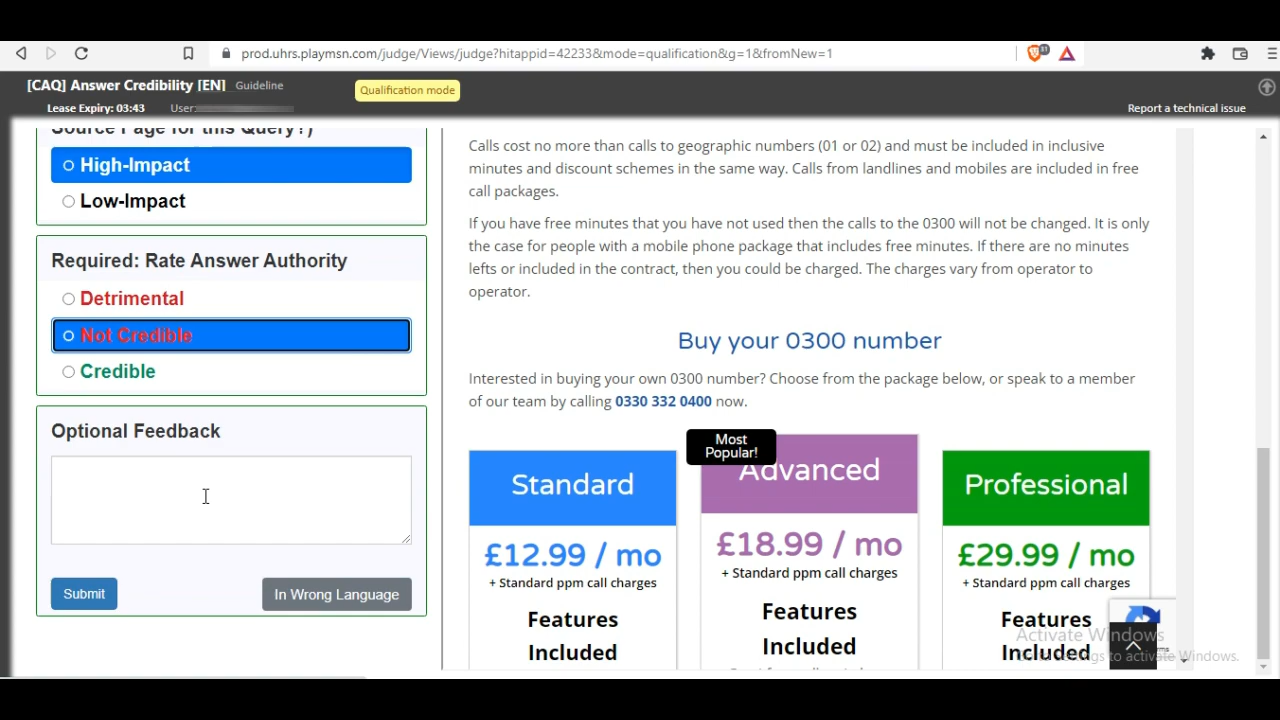 prod.uhrs.playmsn.com/judge/Views/judge?hitappid=42233&mode=qualification&g=1&fromNew=1
[CAQ] Answer Credibility [EN] Guideline
Qualification mode
Lease Expiry: 03:43 User:
Report a technical issue
Source Page for this Query?)
High-Impact
Low-Impact
Required: Rate Answer Authority
Detrimental
Not Credible
Credible
Optional Feedback
Submit
In Wrong Language
Calls cost no more than calls to geographic numbers (01 or 02) and must be included in inclusive
minutes and discount schemes in the same way. Calls from landlines and mobiles are included in free
call packages.
If you have free minutes that you have not used then the calls to the 0300 will not be changed. It is only
the case for people with a mobile phone package that includes free minutes. If there are no minutes
lefts or included in the contract, then you could be charged. The charges vary from operator to
operator.
Buy your 0300 number
Interested in buying your own 0300 number? Choose from the package below, or speak to a member
of our team by calling 0330 332 0400 now.
Standard
£12.99 / mo
+ Standard ppm call charges
Features
Included
Most
Popular!
Advanced
£18.99 / mo
+ Standard ppm call charges
Features
Included
Professional
£29.99 / mo
+ Standard ppm call charges
Features
Included
Activate Windows
to activate Windows.